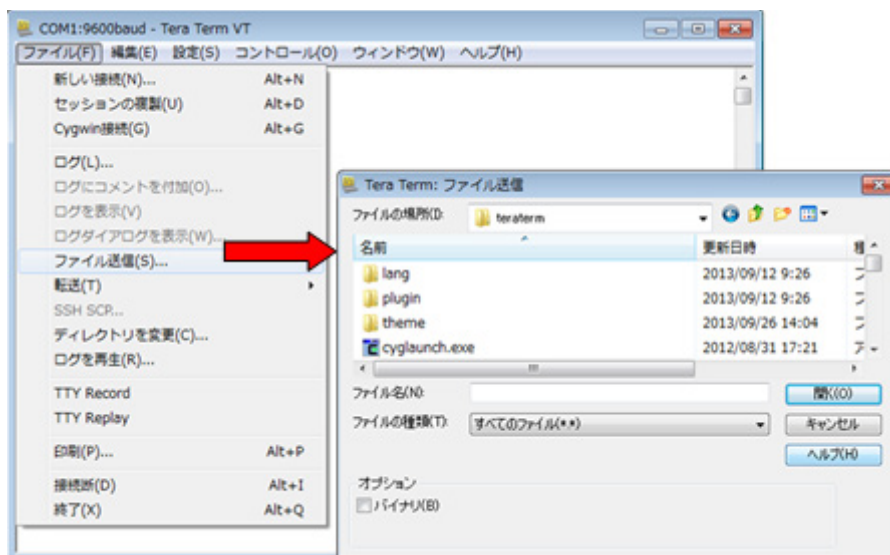 COM1:9600baud - Tera Term VT
ファイル(F) 編集(E) 設定(S) コントロール(O) ウィンドウ(W) ヘルプ(H)
新しい接続(N)... Alt+N
セッションの複製(U) Alt+D
Cygwin接続(G) Alt+G
ログ(L)...
ログにコメントを付加(O)...
ログを表示(V)
ログダイアログを表示(W)...
ファイル送信(S)...
転送(T)
SSH SCP...
ディレクトリを変更(C)...
ログを再生(R)...
TTY Record
TTY Replay
印刷(P)... Alt+P
接続断(D) Alt+I
終了(X) Alt+Q
Tera Term: ファイル送信
ファイルの場所(I): teraterm
名前 更新日時 種
lang 2013/09/12 9:26 フ
plugin 2013/09/12 9:26 フ
theme 2013/09/26 14:04 フ
cyglaunch.exe 2012/08/31 17:21 ア
ファイル名(N): 開く(O)
ファイルの種類(T): すべてのファイル(*.*) キャンセル
ヘルプ(H)
オプション
バイナリ(B)